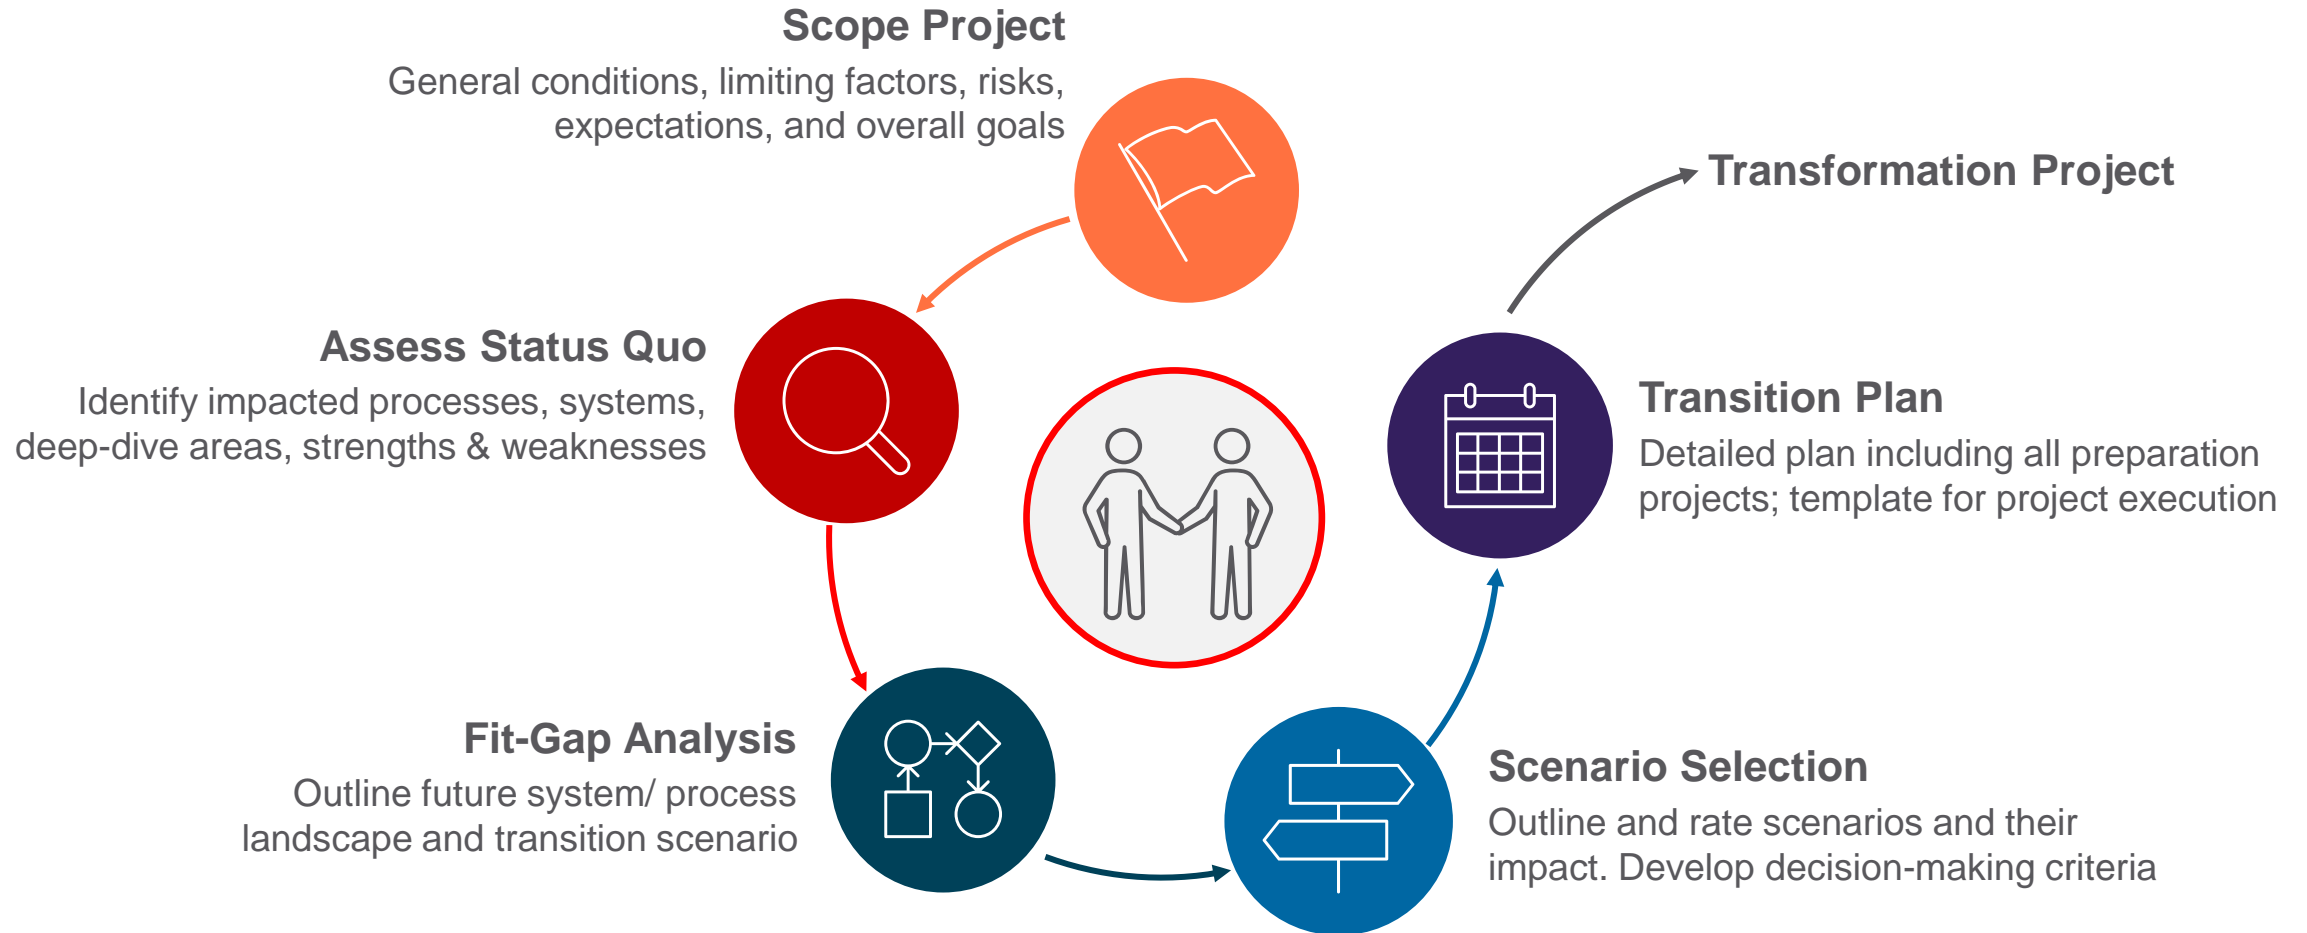 Scope Project
General conditions, limiting factors, risks,
expectations, and overall goals
Assess Status Quo
Identify impacted processes, systems,
deep-dive areas, strengths & weaknesses
Fit-Gap Analysis
Outline future system/ process
landscape and transition scenario
Scenario Selection
Outline and rate scenarios and their
impact. Develop decision-making criteria
Transition Plan
Detailed plan including all preparation
projects; template for project execution
Transformation Project